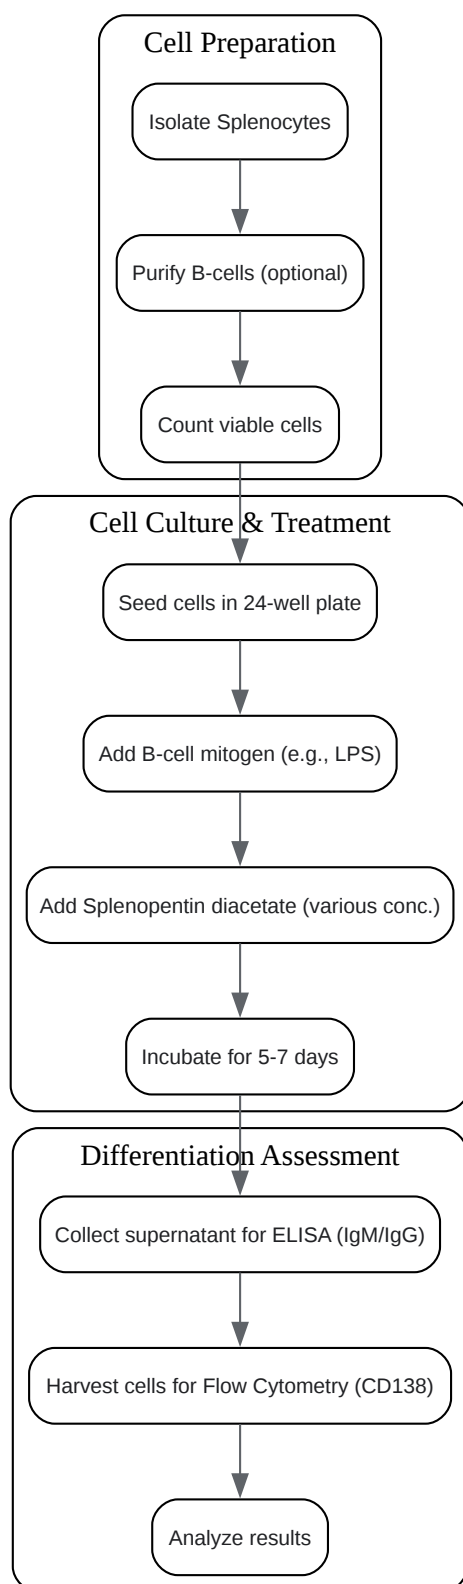 Cell Preparation
Isolate Splenocytes
Purify B-cells (optional)
Count viable cells
Cell Culture & Treatment
Seed cells in 24-well plate
Add B-cell mitogen (e.g., LPS)
Add Splenopentin diacetate (various conc.)
Incubate for 5-7 days
Differentiation Assessment
Collect supernatant for ELISA (IgM/IgG)
Harvest cells for Flow Cytometry (CD138)
Analyze results